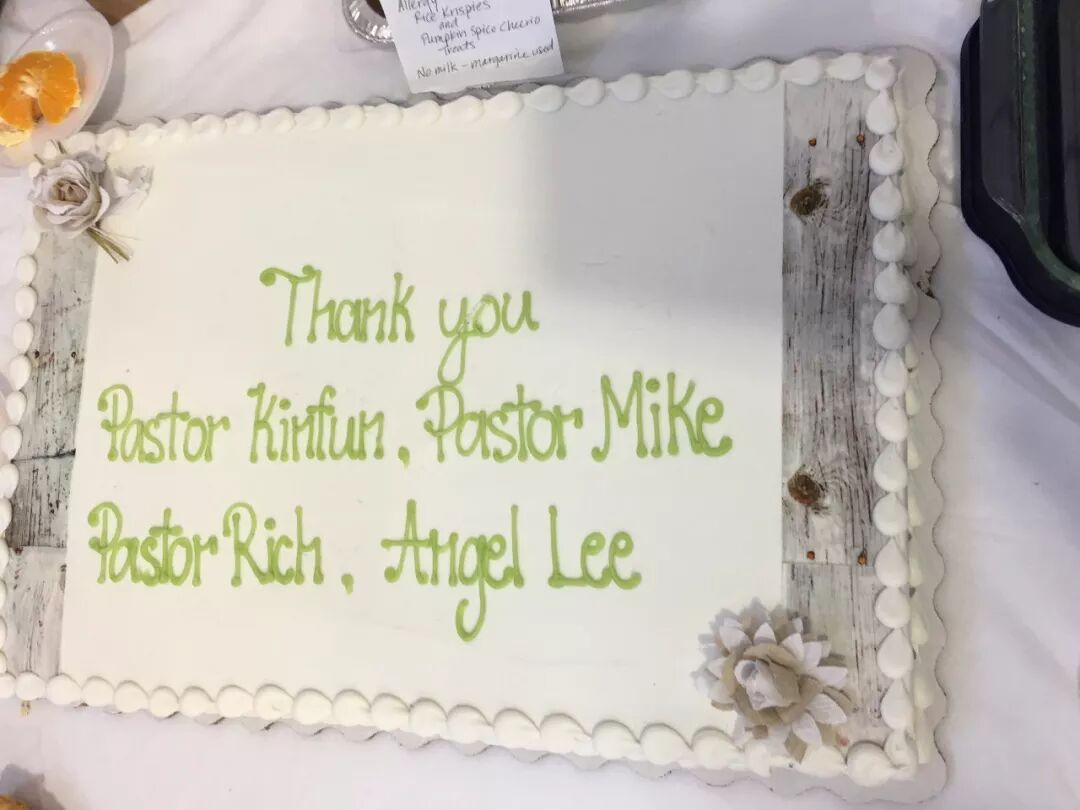 Allergy
Rice Krispies
and
Pumpkin Spice Cheerio
Treats
No milk - margarine used
Thank you
Pastor Kinfun, Pastor Mike
Pastor Rich, Angel Lee